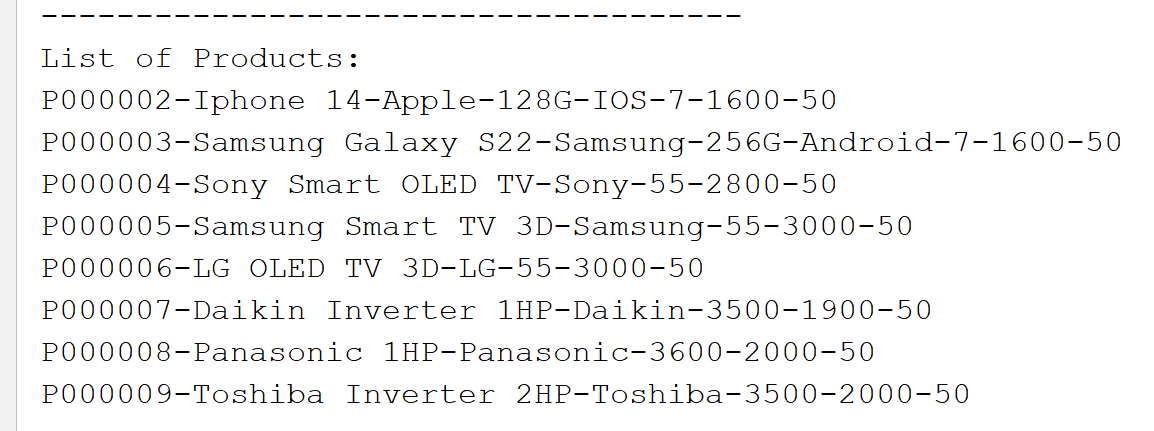 -------------------------------------
List of Products:
P000002-Iphone 14-Apple-128G-IOS-7-1600-50
P000003-Samsung Galaxy S22-Samsung-256G-Android-7-1600-50
P000004-Sony Smart OLED TV-Sony-55-2800-50
P000005-Samsung Smart TV 3D-Samsung-55-3000-50
P000006-LG OLED TV 3D-LG-55-3000-50
P000007-Daikin Inverter 1HP-Daikin-3500-1900-50
P000008-Panasonic 1HP-Panasonic-3600-2000-50
P000009-Toshiba Inverter 2HP-Toshiba-3500-2000-50